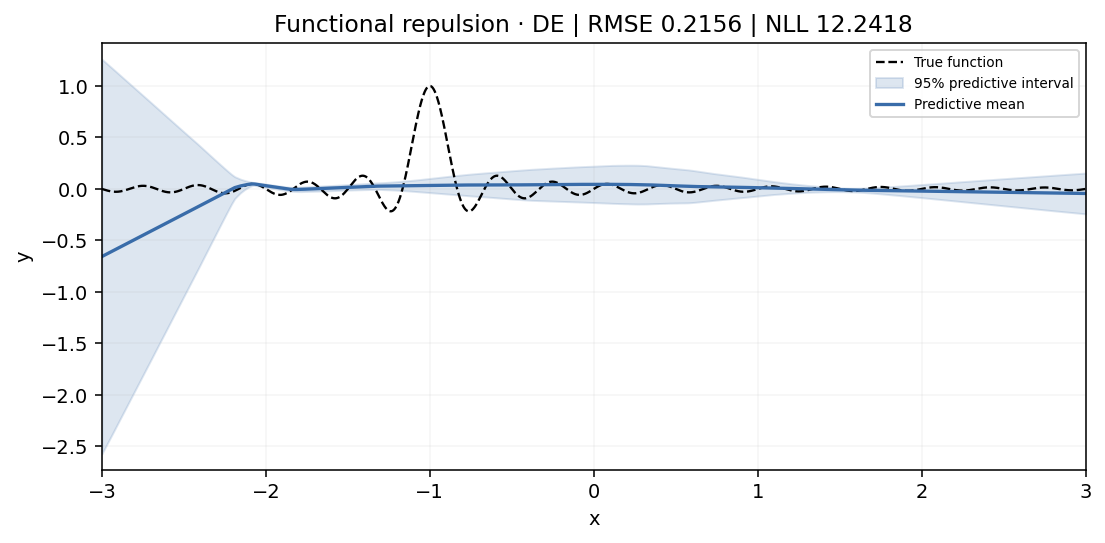 Functional repulsion · DE | RMSE 0.2156 | NLL 12.2418
True function
95% predictive interval
Predictive mean
1.0
0.5
0.0
−0.5
−1.0
−1.5
−2.0
−2.5
y
−3
−2
−1
0
1
2
3
x